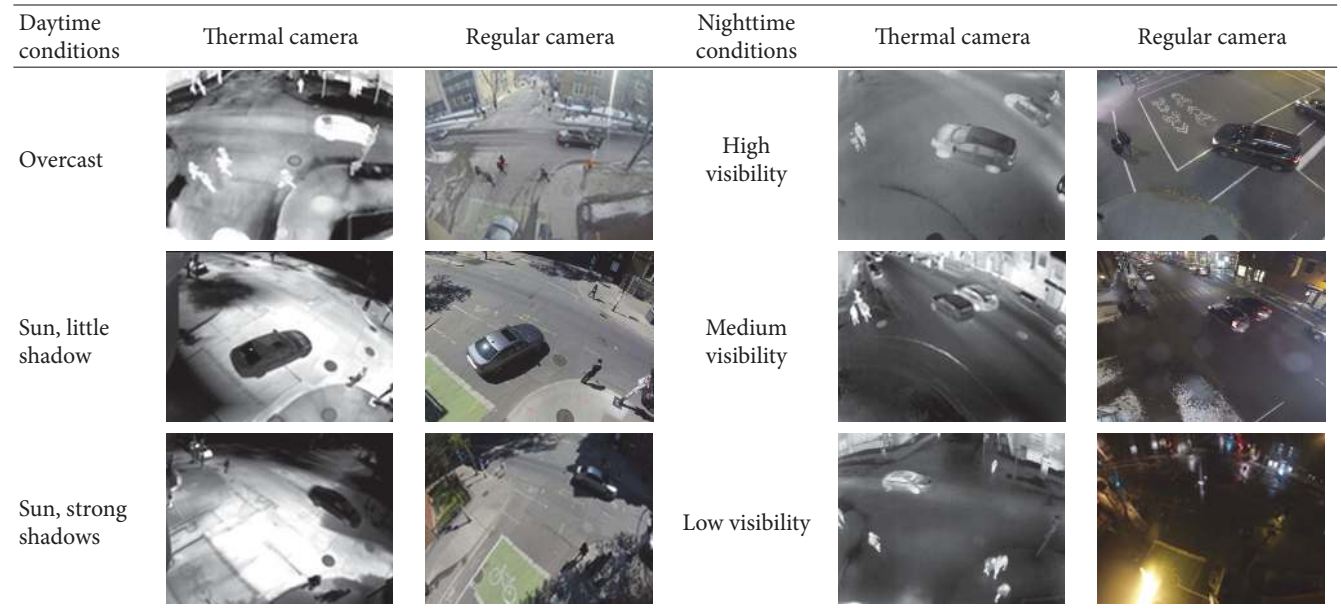 Daytime conditions Thermal camera Regular camera Nighttime conditions Thermal camera Regular camera
Overcast
High visibility
Sun, little shadow
Medium visibility
Sun, strong shadows
Low visibility